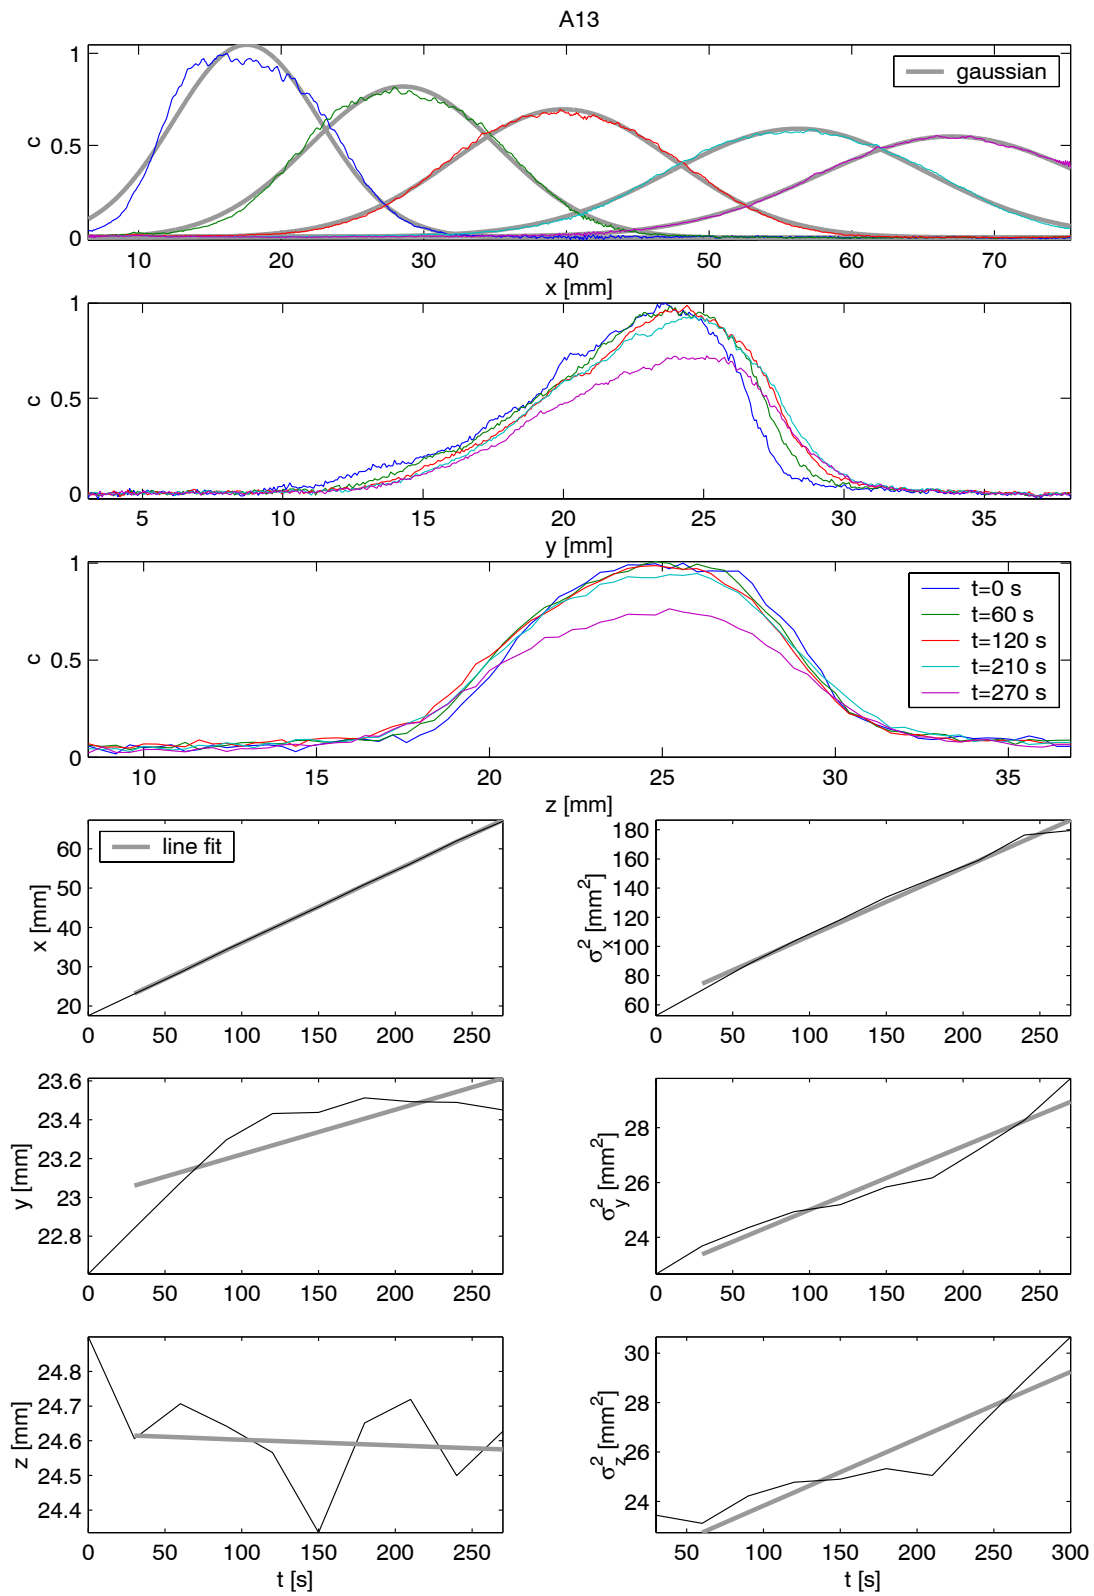 A13
1
0.5
0
c
gaussian
10 20 30 40 50 60 70
x [mm]
1
0.5
0
c
5 10 15 20 25 30 35
y [mm]
1
0.5
0
c
t=0 s
t=60 s
t=120 s
t=210 s
t=270 s
10 15 20 25 30 35
z [mm]
line fit
60
50
40
30
20
x [mm]
0 50 100 150 200 250
180
160
140
120
100
80
60
σx² [mm²]
0 50 100 150 200 250
23.6
23.4
23.2
23
22.8
y [mm]
0 50 100 150 200 250
28
26
24
σy² [mm²]
0 50 100 150 200 250
24.8
24.7
24.6
24.5
24.4
z [mm]
0 50 100 150 200 250
t [s]
30
28
26
24
σz² [mm²]
50 100 150 200 250 300
t [s]